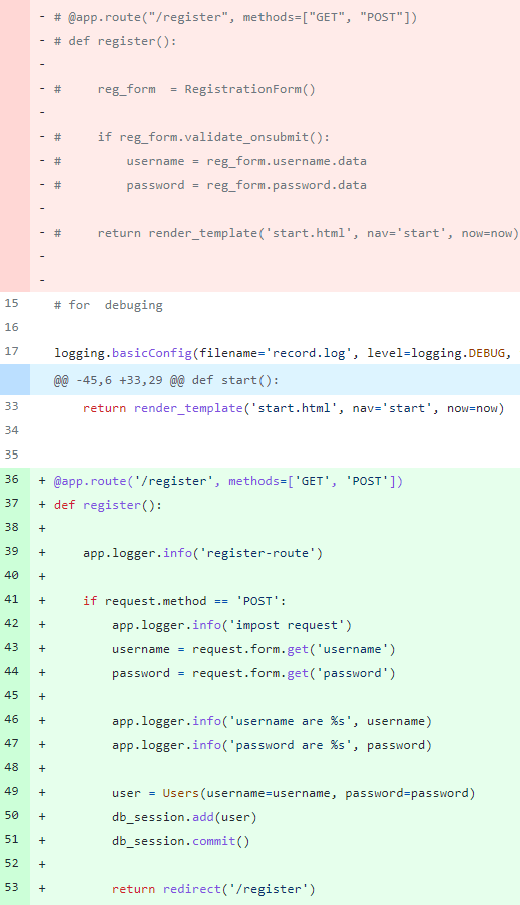 - # @app.route("/register", methods=["GET", "POST"])
- # def register():
-
- #     reg_form  = RegistrationForm()
-
- #     if reg_form.validate_onsubmit():
- #         username = reg_form.username.data
- #         password = reg_form.password.data
-
- #     return render_template('start.html', nav='start', now=now)
-
-
15 # for  debuging
16
17 logging.basicConfig(filename='record.log', level=logging.DEBUG,
@@ -45,6 +33,29 @@ def start():
33     return render_template('start.html', nav='start', now=now)
34
35
36 + @app.route('/register', methods=['GET', 'POST'])
37 + def register():
38 +
39 +     app.logger.info('register-route')
40 +
41 +     if request.method == 'POST':
42 +         app.logger.info('impost request')
43 +         username = request.form.get('username')
44 +         password = request.form.get('password')
45 +
46 +         app.logger.info('username are %s', username)
47 +         app.logger.info('password are %s', password)
48 +
49 +         user = Users(username=username, password=password)
50 +         db_session.add(user)
51 +         db_session.commit()
52 +
53 +         return redirect('/register')